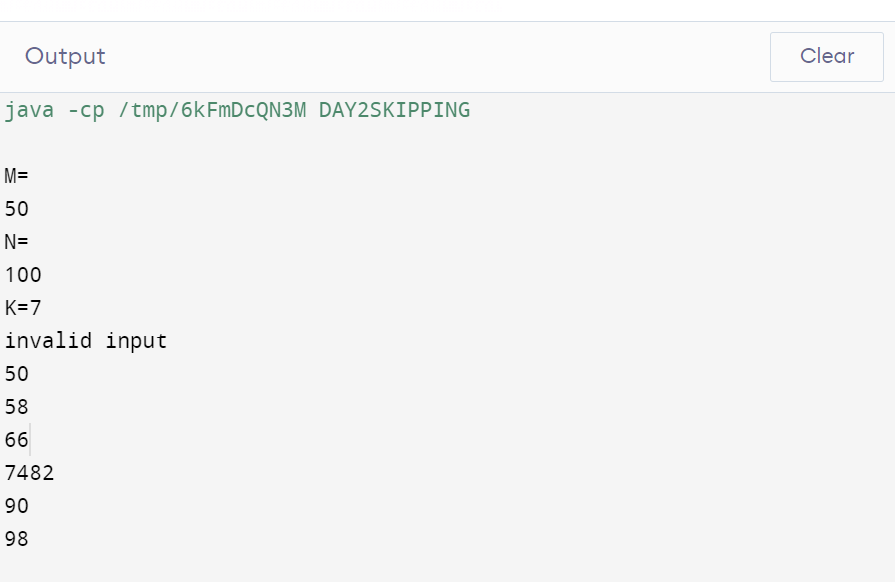 Output
Clear
java -cp /tmp/6kFmDcQN3M DAY2SKIPPING
M=
50
N=
100
K=7
invalid input
50
58
66
7482
90
98